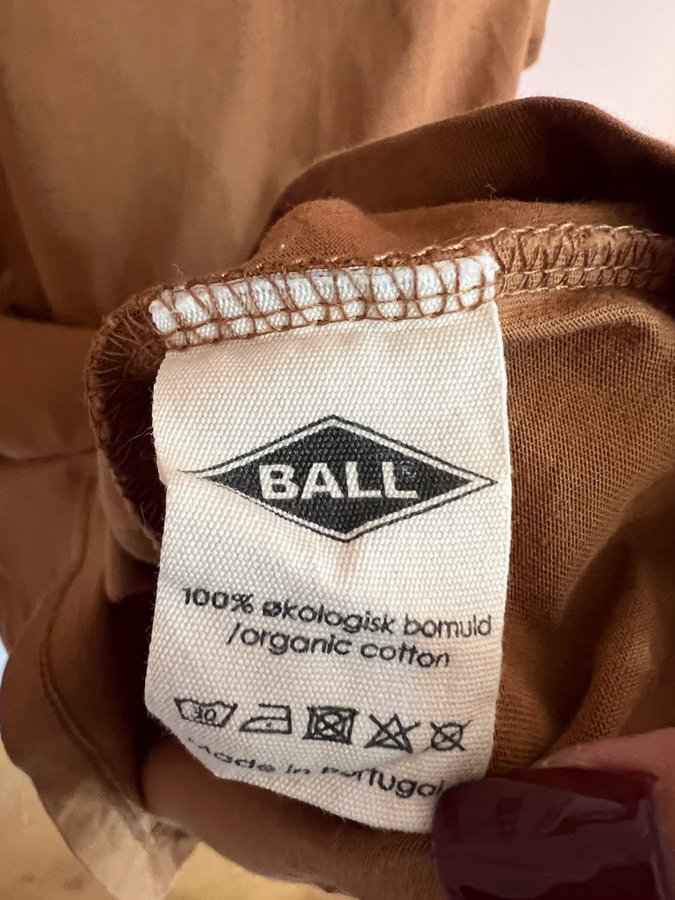 BALL
100% økologisk bomuld
/organic cotton
30
Made in Portugal